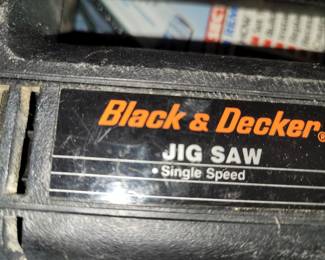 Black & Decker®
JIG SAW
• Single Speed